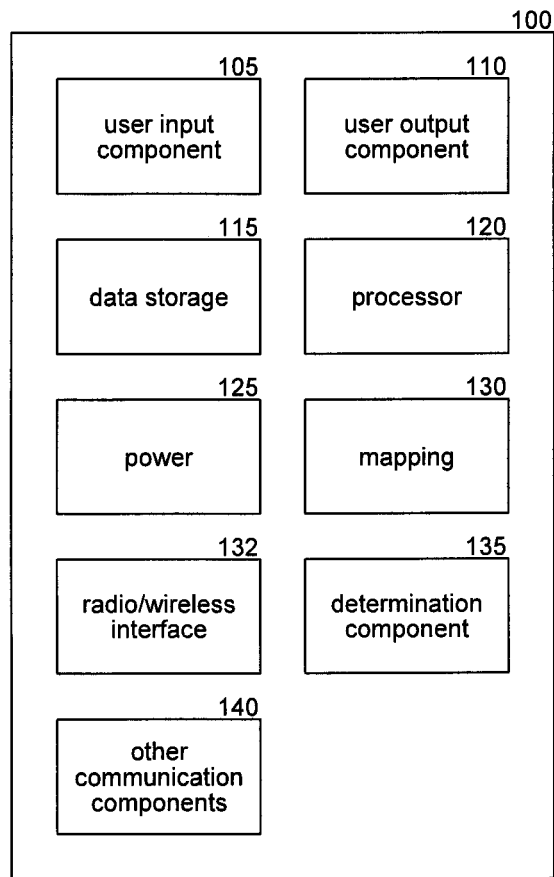 100
105
user input
component
110
user output
component
115
data storage
120
processor
125
power
130
mapping
132
radio/wireless
interface
135
determination
component
140
other
communication
components